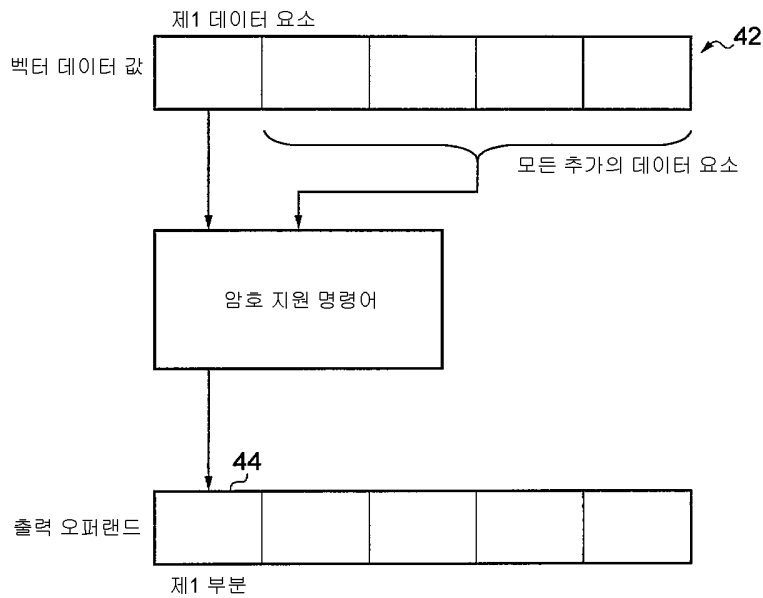 제1 데이터 요소
42
벡터 데이터 값
모든 추가의 데이터 요소
암호 지원 명령어
44
출력 오퍼랜드
제1 부분